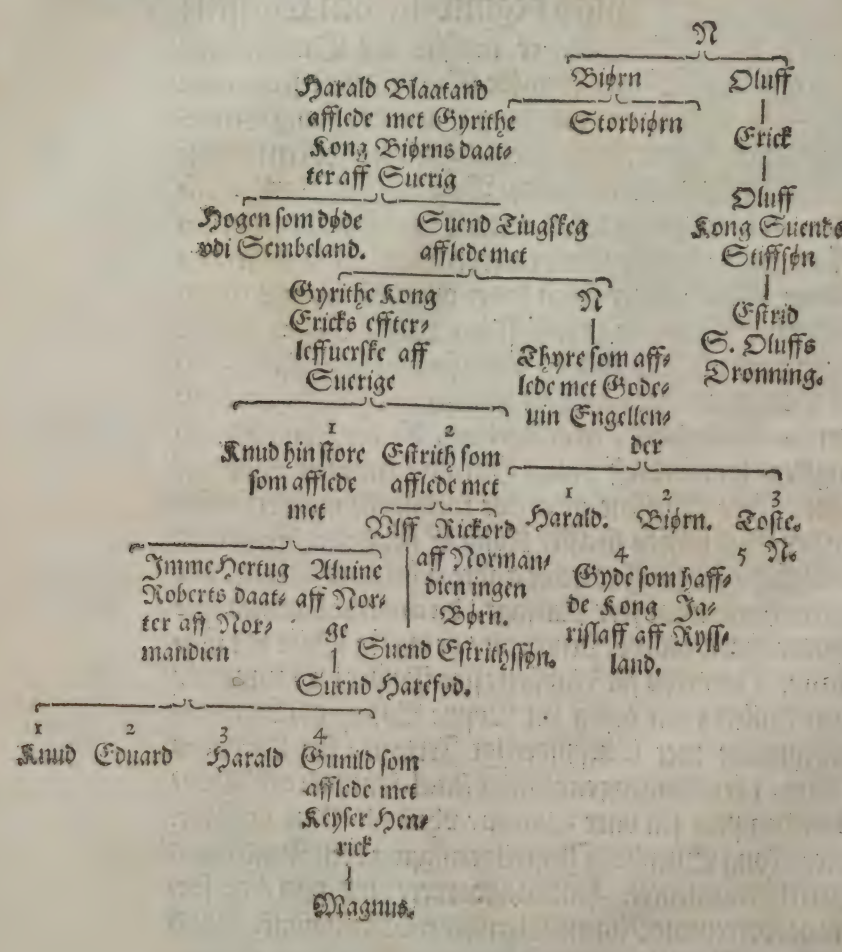 N
Harald Blaatand
afflede met Gyrithe
Kong Biørns daat⸗
ter aff Suerig
Biørn
Oluff
Storbiørn
Erick
Oluff
Kong Suends
Stiffsøn
Estrid
S. Oluffs
Dronning.
Hogen som døde
vdi Sembeland.
Suend Tiugskeg
afflede met
Gyrithe Kong
Ericks effter⸗
leffuerske aff
Suerige
N
Thyre som aff⸗
lede met Gode⸗
uin Engellen⸗
der
1
Knud hin store
som afflede
met
2
Estrith som
afflede met
1
Harald.
2
Biørn.
3
Toste.
4
Gyde som haff⸗
de Kong Ja⸗
rislaff aff Ryss⸗
land.
5 N.
Vlff
Rickord
aff Norman⸗
dien ingen
Børn.
Suend Estrithssøn.
Imme Hertug
Roberts daat⸗
ter aff Nor⸗
mandien
Aluine
aff Nor⸗
ge
Suend Harefod.
1
Knud
2
Eduard
3
Harald
4
Gunild som
afflede met
Keyser Hen⸗
rick
Magnus.